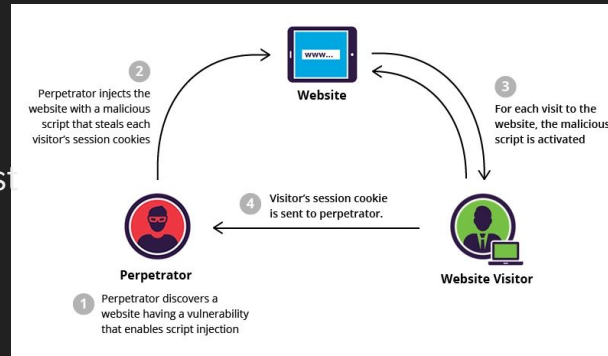 www...
Website
2
Perpetrator injects the
website with a malicious
script that steals each
visitor's session cookies
3
For each visit to the
website, the malicious
script is activated
st
4
Visitor's session cookie
is sent to perpetrator.
Perpetrator
Website Visitor
1
Perpetrator discovers a
website having a vulnerability
that enables script injection